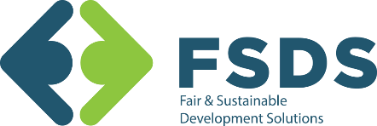 FSDS
Fair & Sustainable
Development Solutions